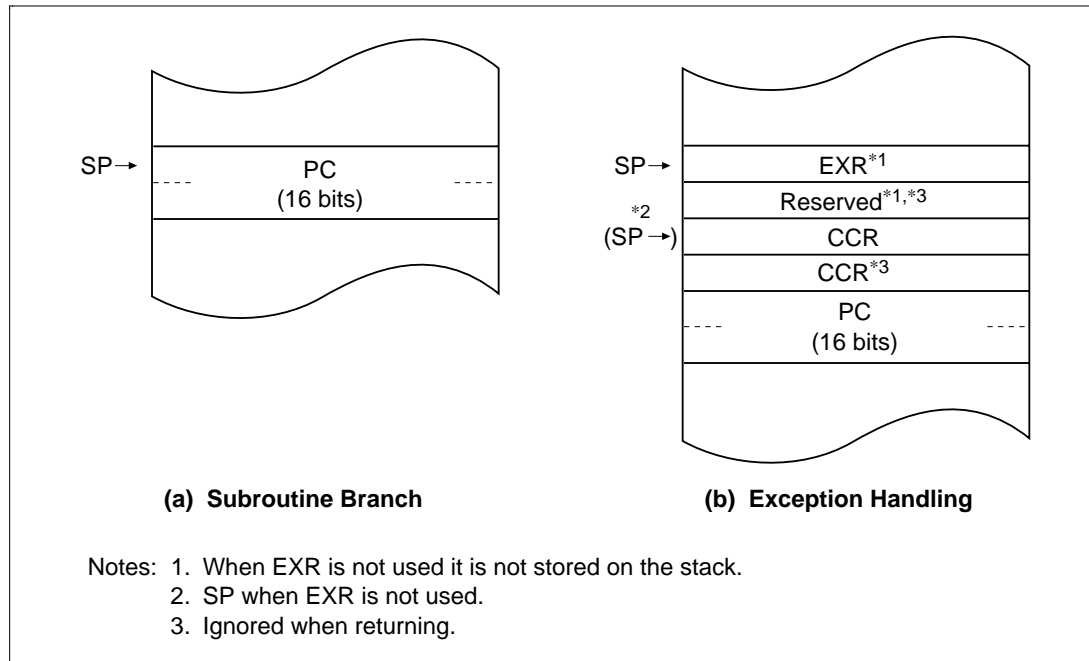 SP→
PC
(16 bits)
(a) Subroutine Branch
SP→
*2
(SP→)
EXR*1
Reserved*1,*3
CCR
CCR*3
PC
(16 bits)
(b) Exception Handling
Notes: 1. When EXR is not used it is not stored on the stack.
2. SP when EXR is not used.
3. Ignored when returning.